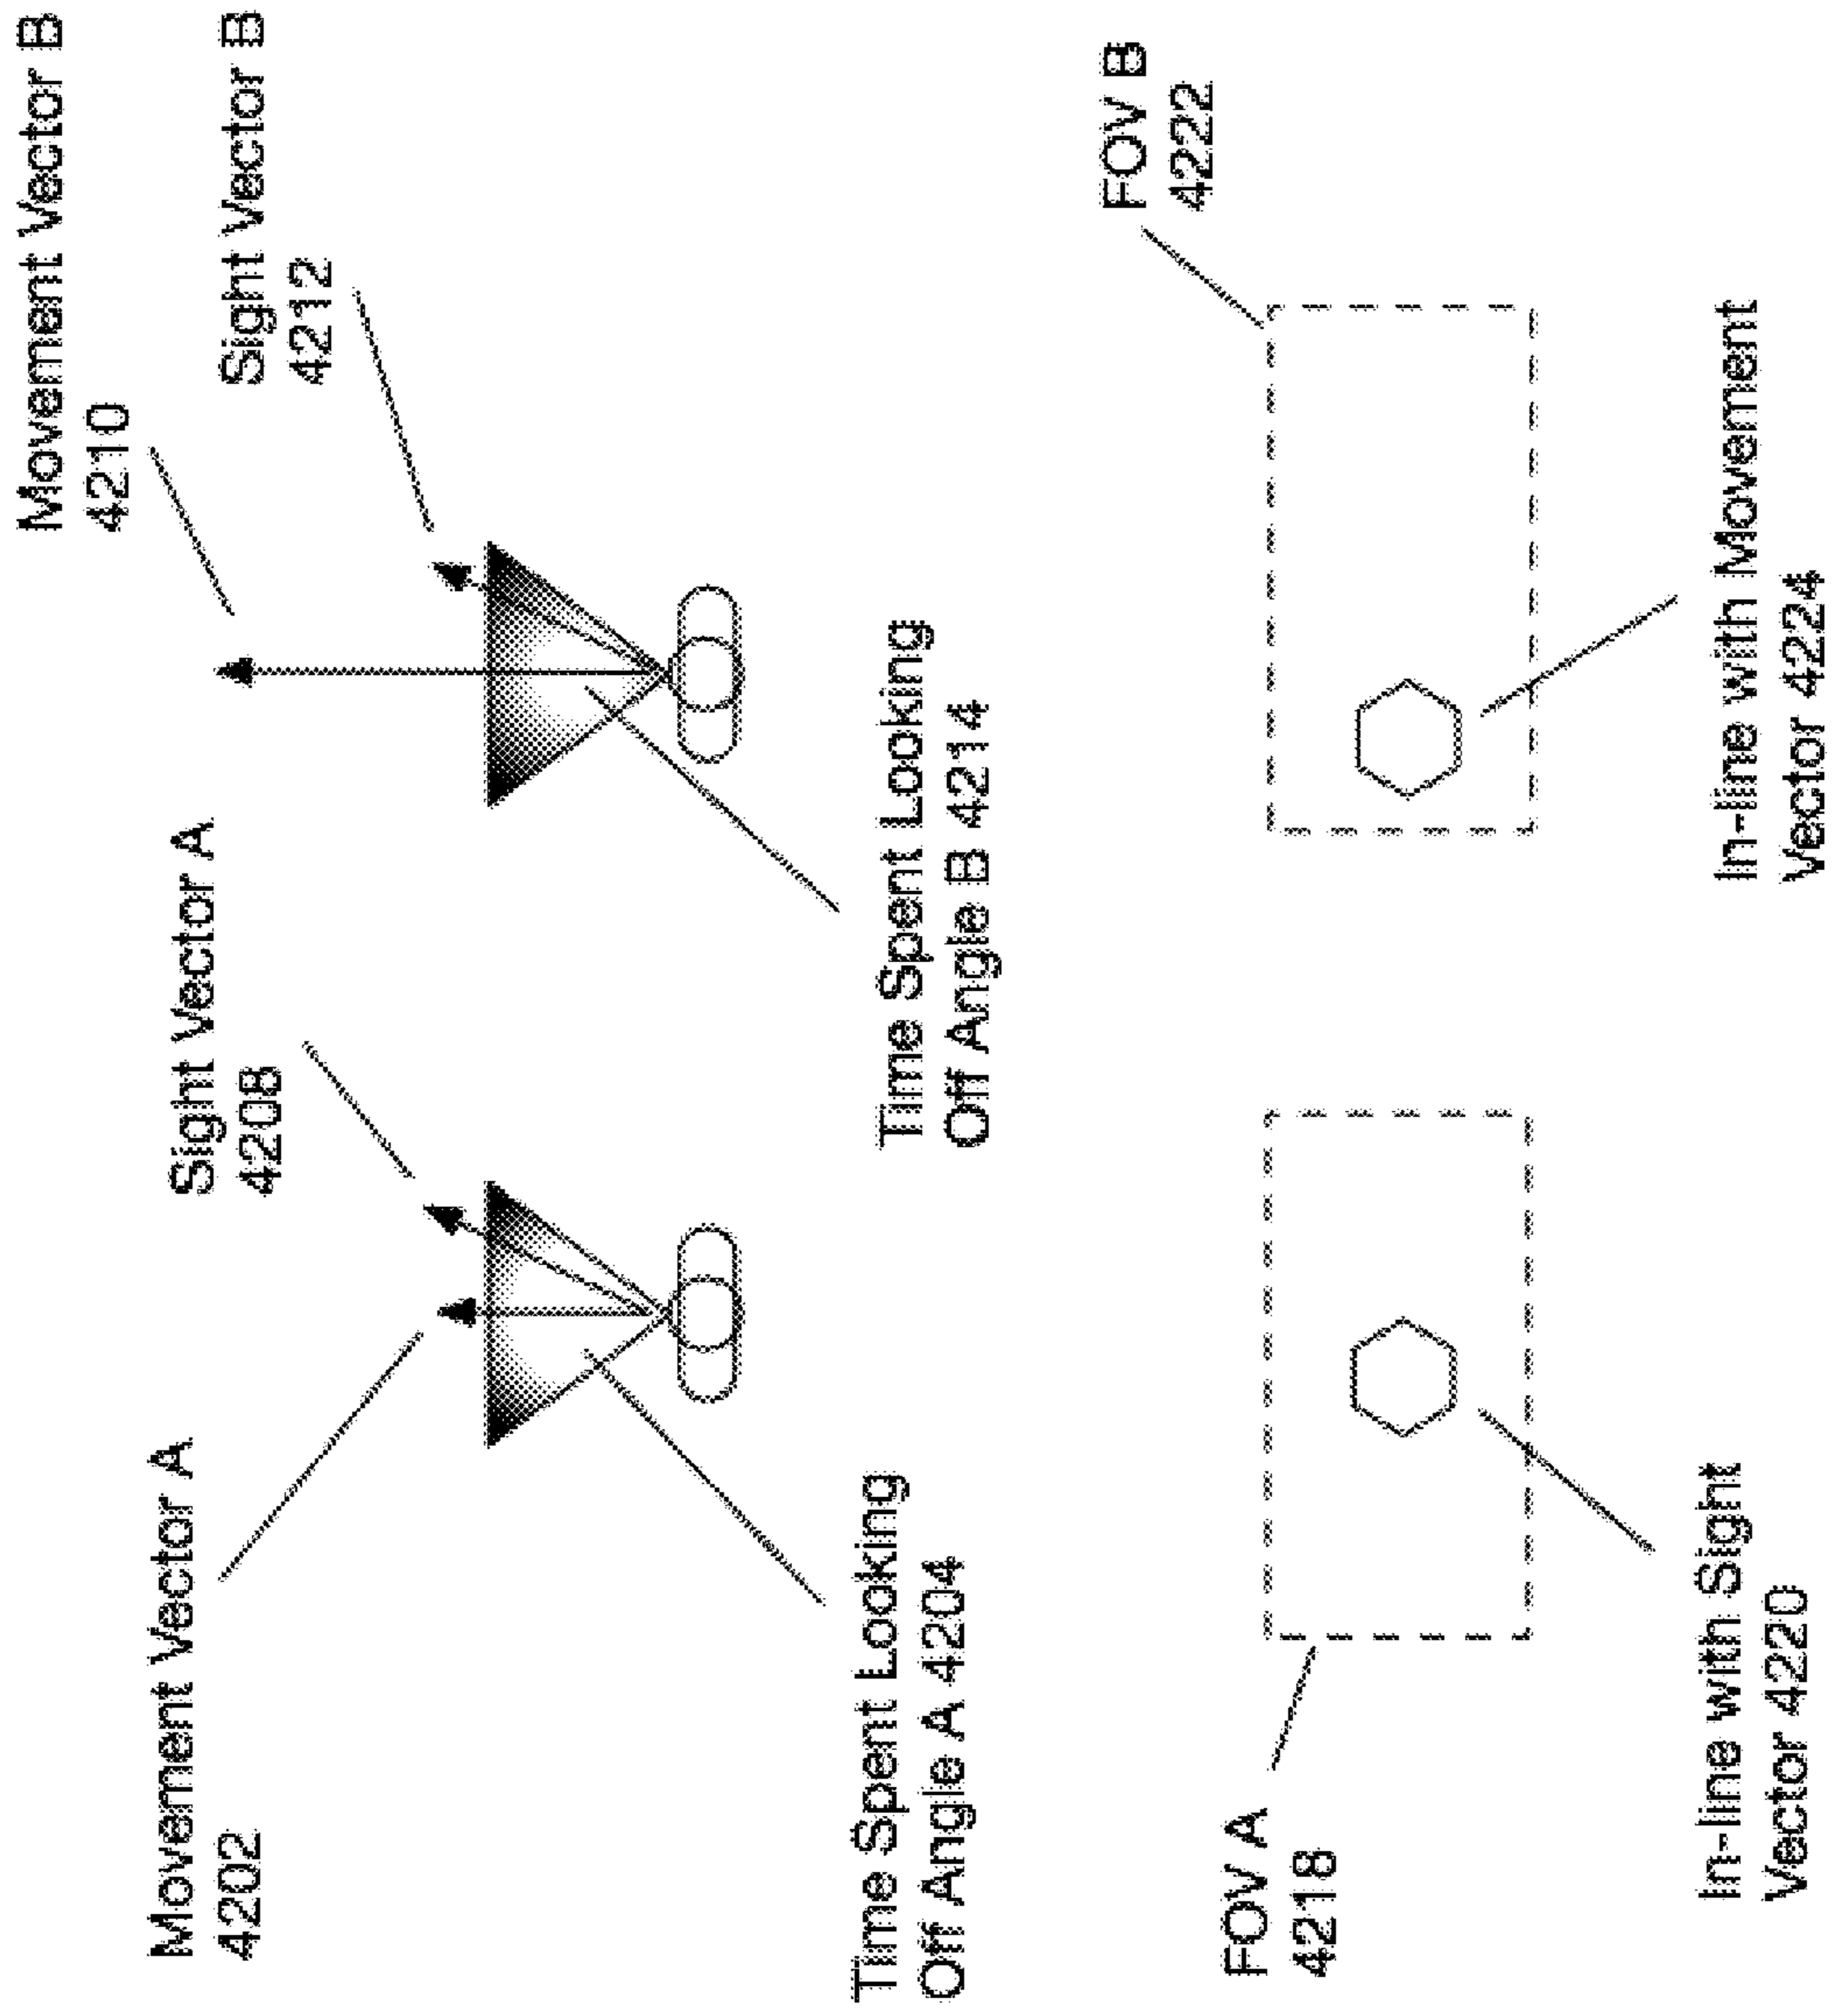 Movement Vector A
4202
Sight Vector A
4208
Movement Vector B
4210
Sight Vector B
4212
Time Spent Looking
Off Angle A 4204
Time Spent Looking
Off Angle B 4214
FOV A
4218
FOV B
4222
In-line with Sight
Vector 4220
In-line with Movement
Vector 4224